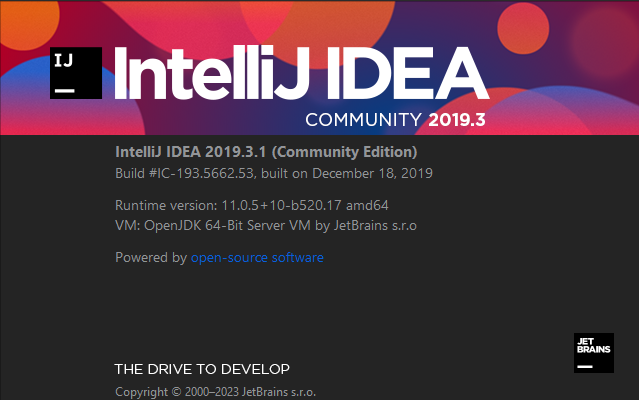 IJ
IntelliJ IDEA
COMMUNITY 2019.3
IntelliJ IDEA 2019.3.1 (Community Edition)
Build #IC-193.5662.53, built on December 18, 2019
Runtime version: 11.0.5+10-b520.17 amd64
VM: OpenJDK 64-Bit Server VM by JetBrains s.r.o
Powered by open-source software
JET
BRAINS
THE DRIVE TO DEVELOP
Copyright © 2000–2023 JetBrains s.r.o.